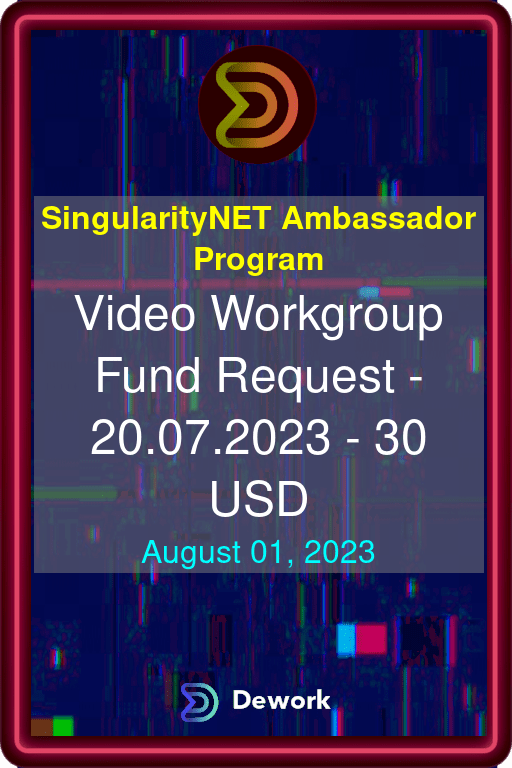 SingularityNET Ambassador
Program
Video Workgroup
Fund Request -
20.07.2023 - 30
USD
August 01, 2023
Dework